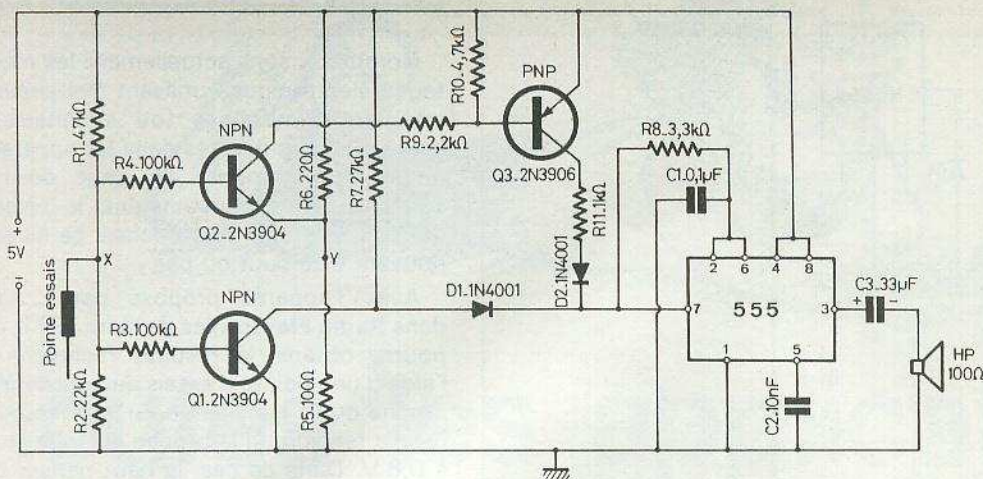 R1.47kΩ
R4.100kΩ
NPN
Q2.2N3904
R6.220Ω
R7.27kΩ
R9.2,2kΩ
R10.4,7kΩ
PNP
Q3.2N3906
R8.3,3kΩ
C1.0,1µF
R11.1kΩ
D2.1N4001
+
5V
−
X
Y
Pointe essais
R3.100kΩ
NPN
Q1.2N3904
R2.22kΩ
R5.100Ω
D1.1N4001
2
6
4
8
7
555
3
1
5
C2.10nF
C3.33µF
+
−
HP
100Ω